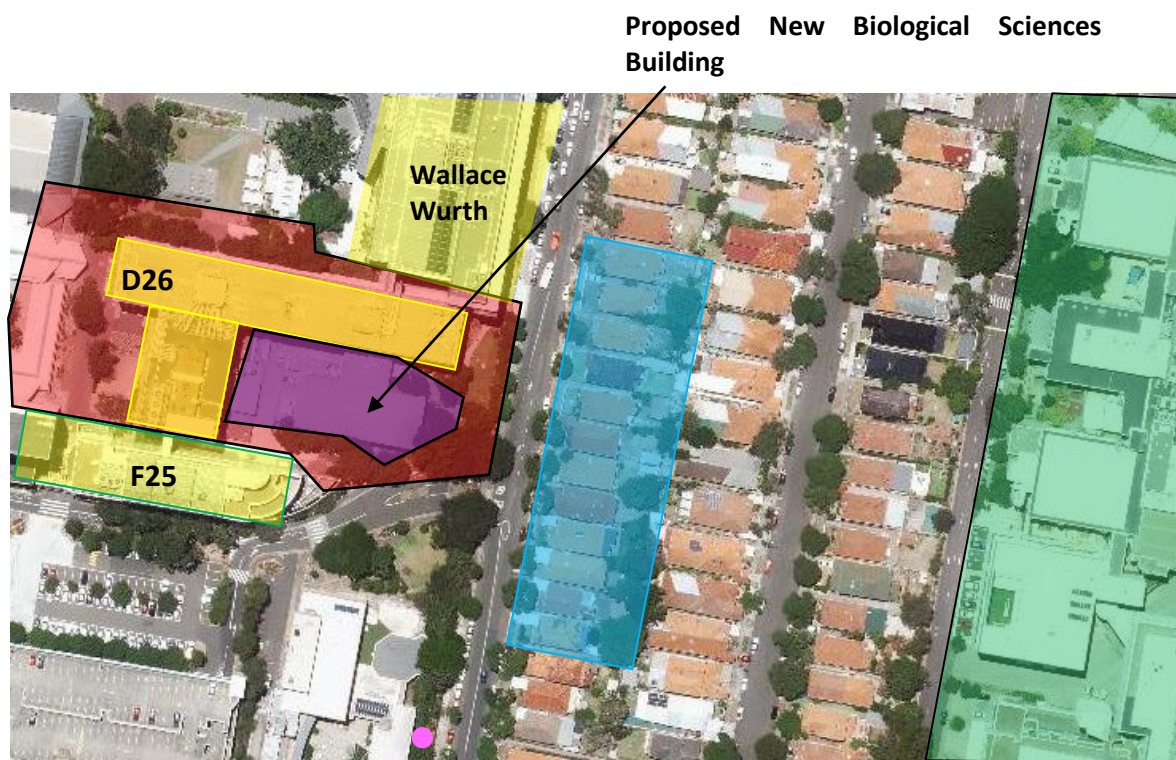 Proposed New Biological Sciences
Building
Wallace
Wurth
D26
F25